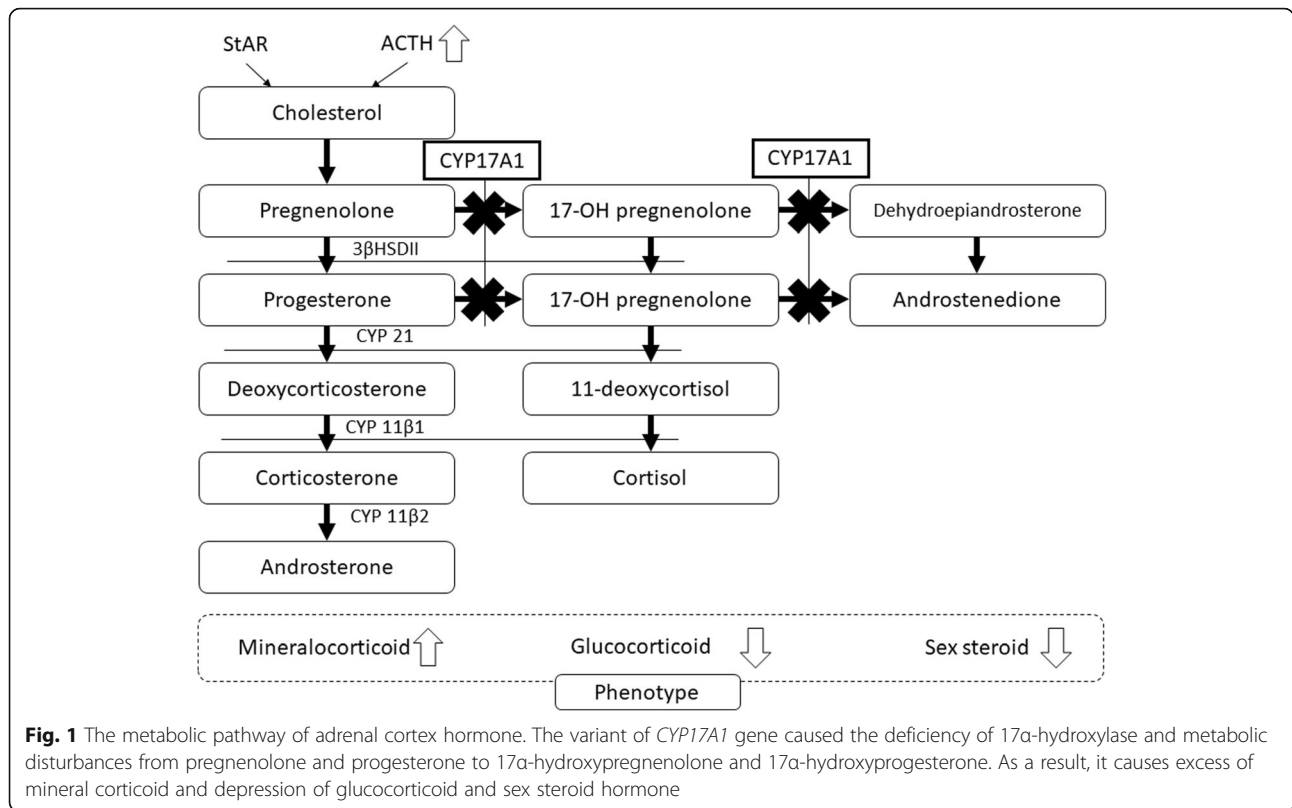 StAR
ACTH
Cholesterol
CYP17A1
CYP17A1
Pregnenolone
17-OH pregnenolone
Dehydroepiandrosterone
3βHSDII
Progesterone
17-OH pregnenolone
Androstenedione
CYP 21
Deoxycorticosterone
11-deoxycortisol
CYP 11β1
Corticosterone
Cortisol
CYP 11β2
Androsterone
Mineralocorticoid
Glucocorticoid
Sex steroid
Phenotype
Fig. 1 The metabolic pathway of adrenal cortex hormone. The variant of CYP17A1 gene caused the deficiency of 17α-hydroxylase and metabolic
disturbances from pregnenolone and progesterone to 17α-hydroxypregnenolone and 17α-hydroxyprogesterone. As a result, it causes excess of
mineral corticoid and depression of glucocorticoid and sex steroid hormone